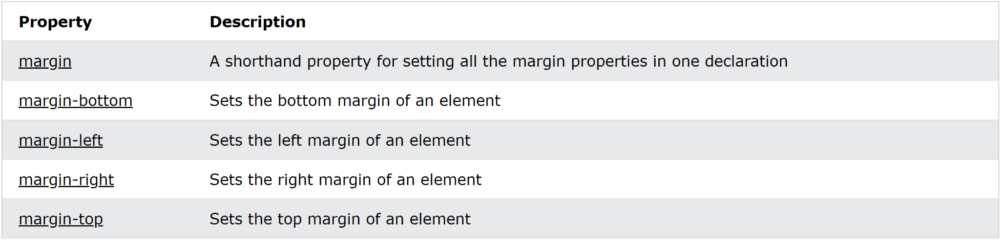 Property Description
margin A shorthand property for setting all the margin properties in one declaration
margin-bottom Sets the bottom margin of an element
margin-left Sets the left margin of an element
margin-right Sets the right margin of an element
margin-top Sets the top margin of an element